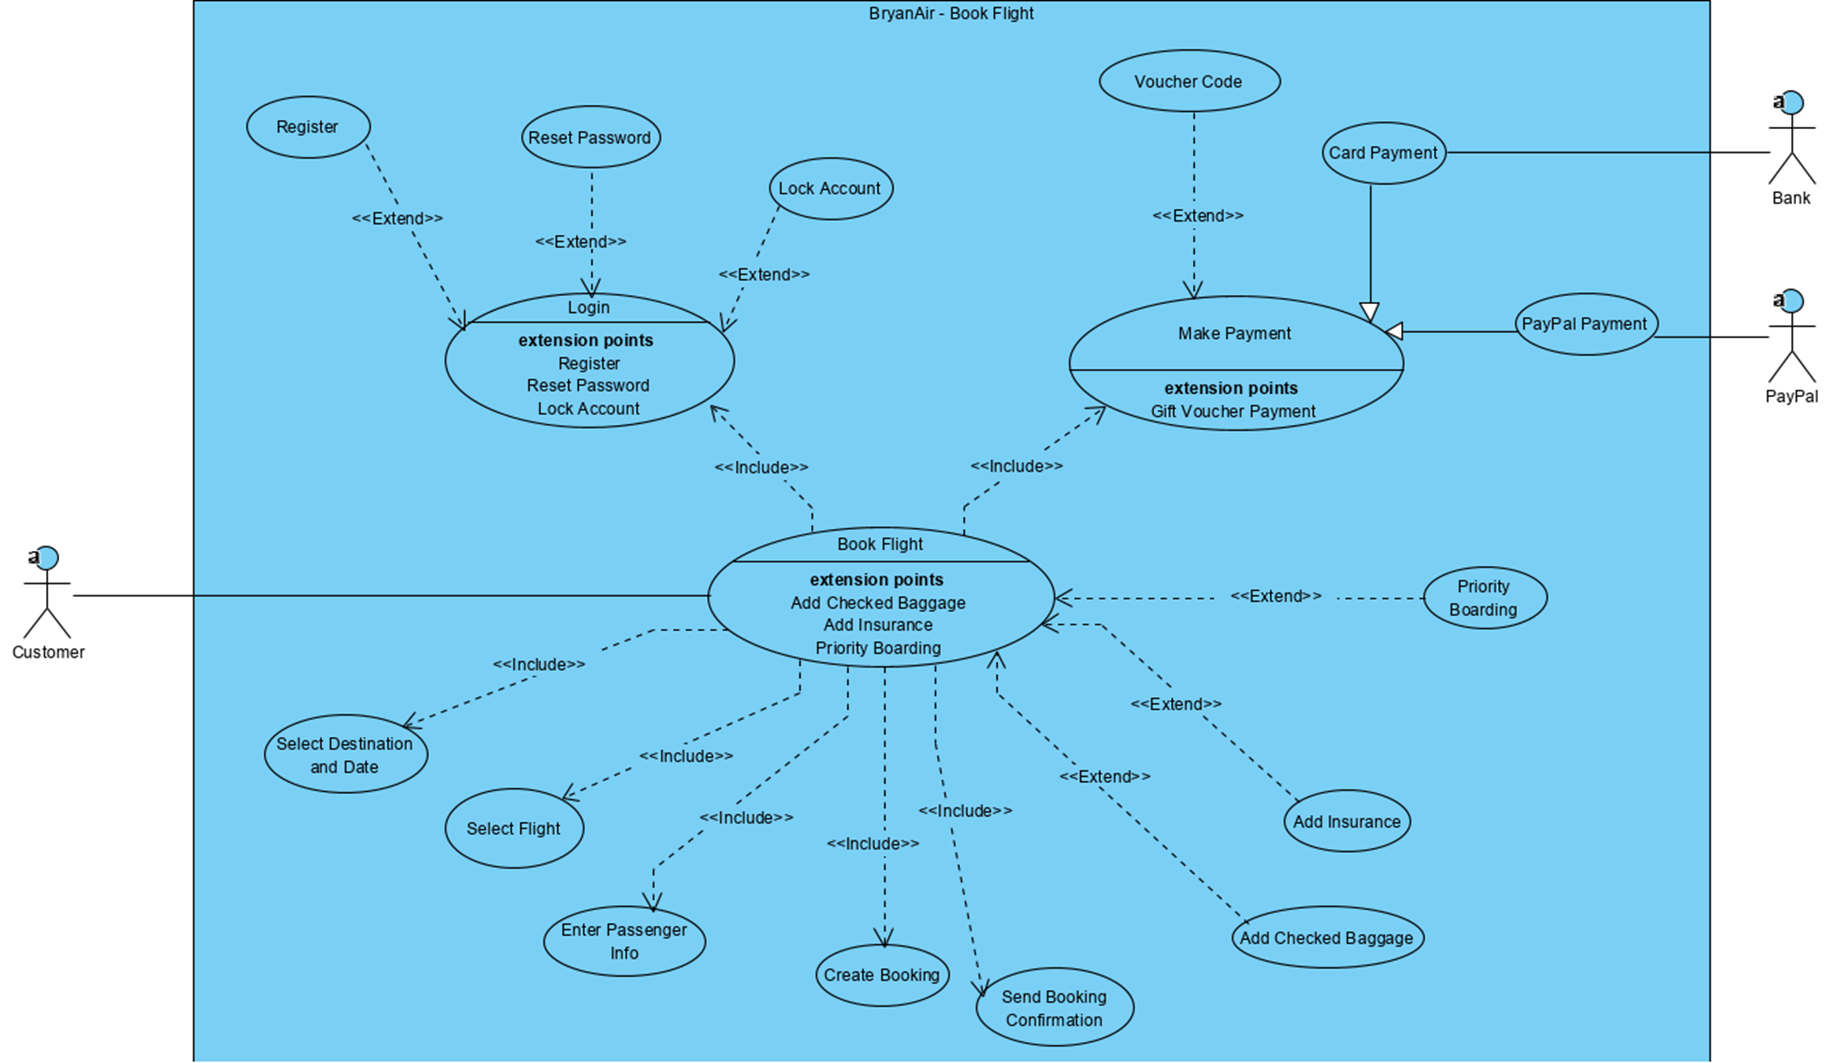 BryanAir - Book Flight
Voucher Code
Register
Reset Password
Card Payment
a
Bank
Lock Account
<<Extend>>
<<Extend>>
<<Extend>>
<<Extend>>
Login
extension points
Register
Reset Password
Lock Account
Make Payment
extension points
Gift Voucher Payment
PayPal Payment
a
PayPal
<<Include>>
<<Include>>
a
Customer
Book Flight
extension points
Add Checked Baggage
Add Insurance
Priority Boarding
<<Extend>>
Priority
Boarding
<<Include>>
<<Extend>>
Select Destination
and Date
<<Include>>
<<Extend>>
Select Flight
<<Include>>
<<Include>>
<<Include>>
Add Insurance
Enter Passenger
Info
Add Checked Baggage
Create Booking
Send Booking
Confirmation